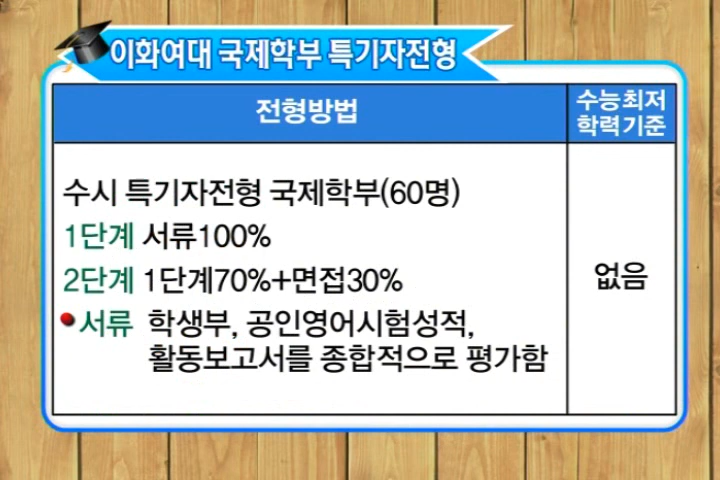 이화여대 국제학부 특기자전형
전형방법
수능최저
학력기준
수시 특기자전형 국제학부(60명)
1단계 서류100%
2단계 1단계70%+면접30%
서류 학생부, 공인영어시험성적,
활동보고서를 종합적으로 평가함
없음